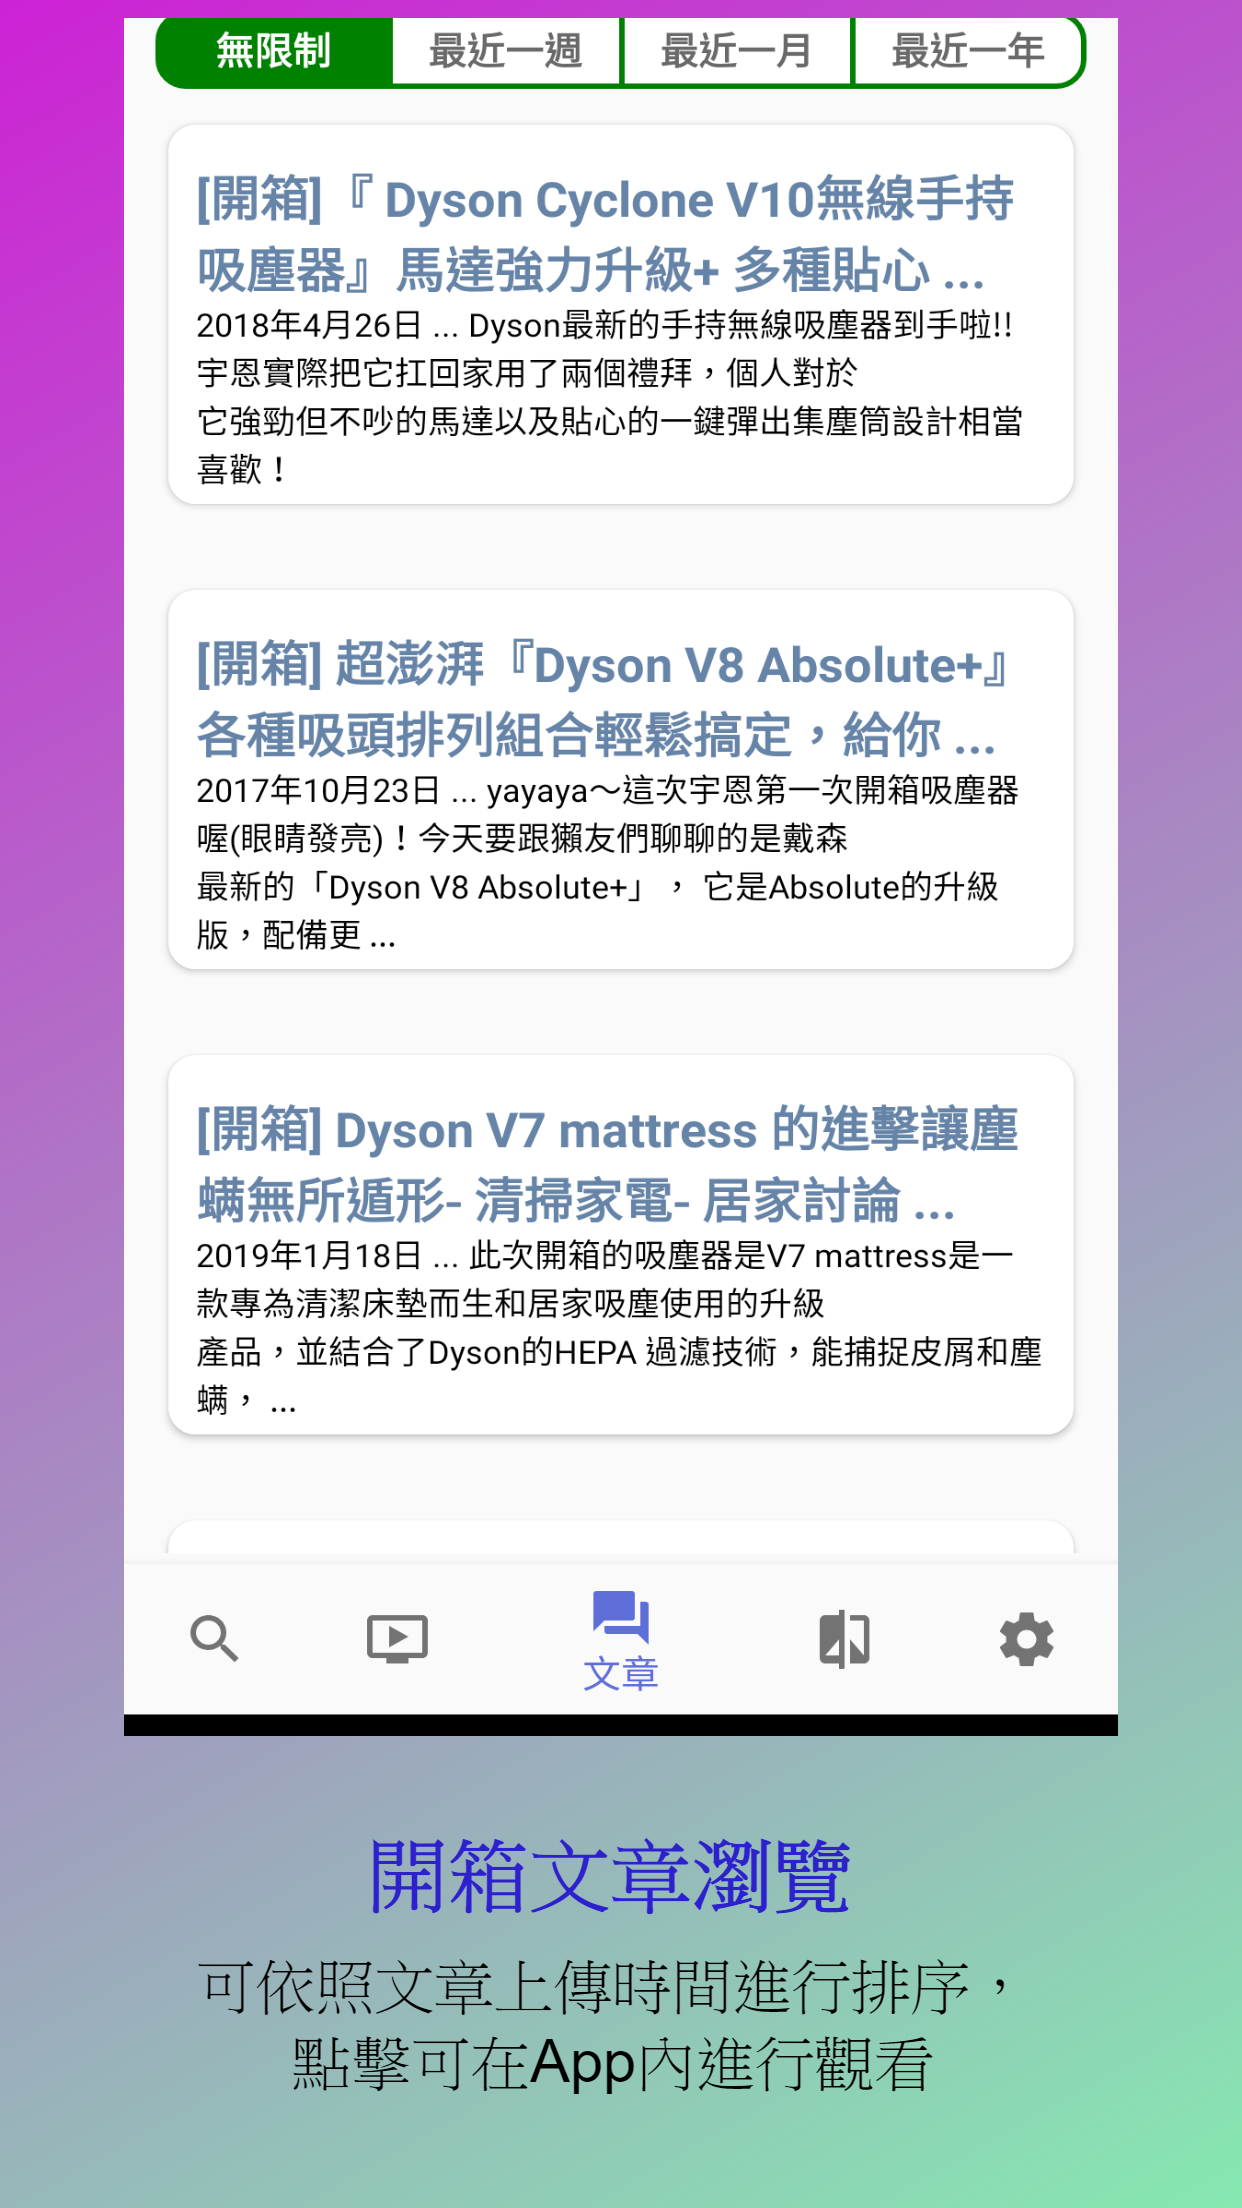 無限制 最近一週 最近一月 最近一年
[開箱]『 Dyson Cyclone V10無線手持
吸塵器』馬達強力升級+ 多種貼心 ...
2018年4月26日 ... Dyson最新的手持無線吸塵器到手啦!!
宇恩實際把它扛回家用了兩個禮拜，個人對於
它強勁但不吵的馬達以及貼心的一鍵彈出集塵筒設計相當
喜歡！
[開箱] 超澎湃『Dyson V8 Absolute+』
各種吸頭排列組合輕鬆搞定，給你 ...
2017年10月23日 ... yayaya～這次宇恩第一次開箱吸塵器
喔(眼睛發亮)！今天要跟獺友們聊聊的是戴森
最新的「Dyson V8 Absolute+」， 它是Absolute的升級
版，配備更 ...
[開箱] Dyson V7 mattress 的進擊讓塵
蟎無所遁形- 清掃家電- 居家討論 ...
2019年1月18日 ... 此次開箱的吸塵器是V7 mattress是一
款專為清潔床墊而生和居家吸塵使用的升級
產品，並結合了Dyson的HEPA 過濾技術，能捕捉皮屑和塵
蟎， ...
文章
開箱文章瀏覽
可依照文章上傳時間進行排序，
點擊可在App內進行觀看